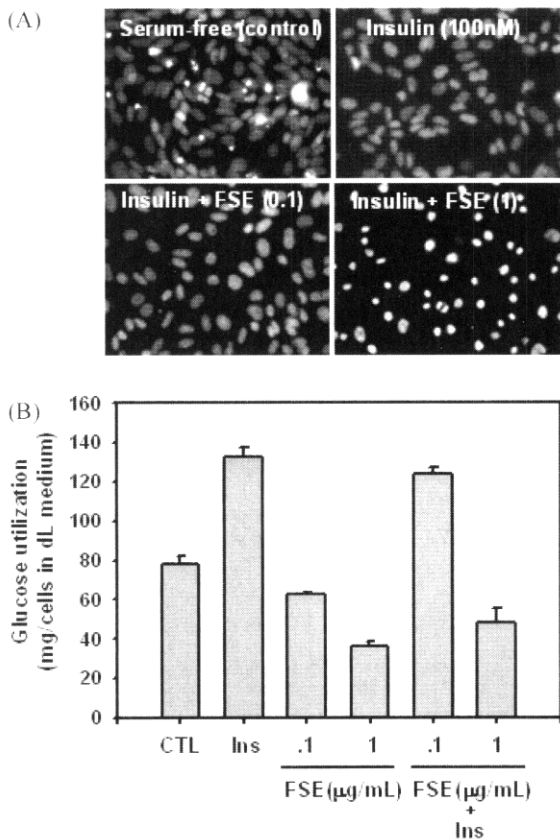 (A)
Serum-free (control)
Insulin (100nM)
Insulin + FSE (0.1)
Insulin + FSE (1)
(B)
Glucose utilization
(mg/cells in dL medium)
160
140
120
100
80
60
40
20
0
CTL
Ins
.1
1
.1
1
FSE(µg/mL)
FSE (µg/mL)
+
Ins